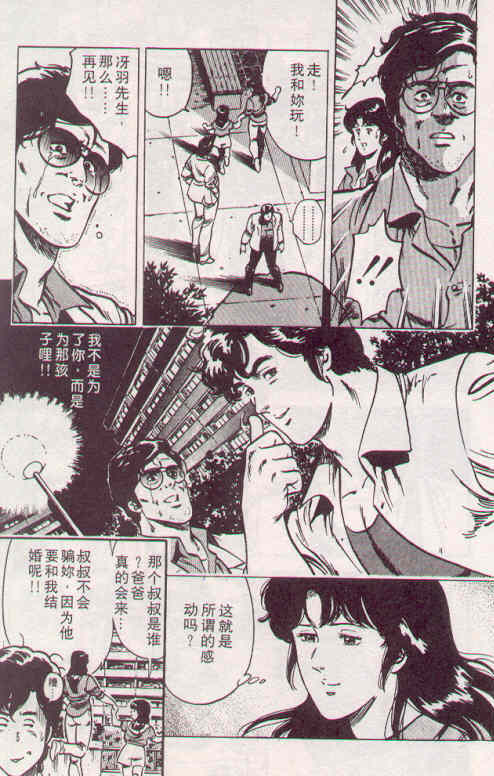 !!
走！
我和妳玩！
………
嗯!!
冴羽先生，
那么……
再见!!
我不是为
了你，而是
为那孩
子哩!!
这就是
所谓的感
动吗？
那个叔叔是谁
？爸爸
真的会来…
叔叔不会
騙妳，因为他
要和我结
婚呢!!